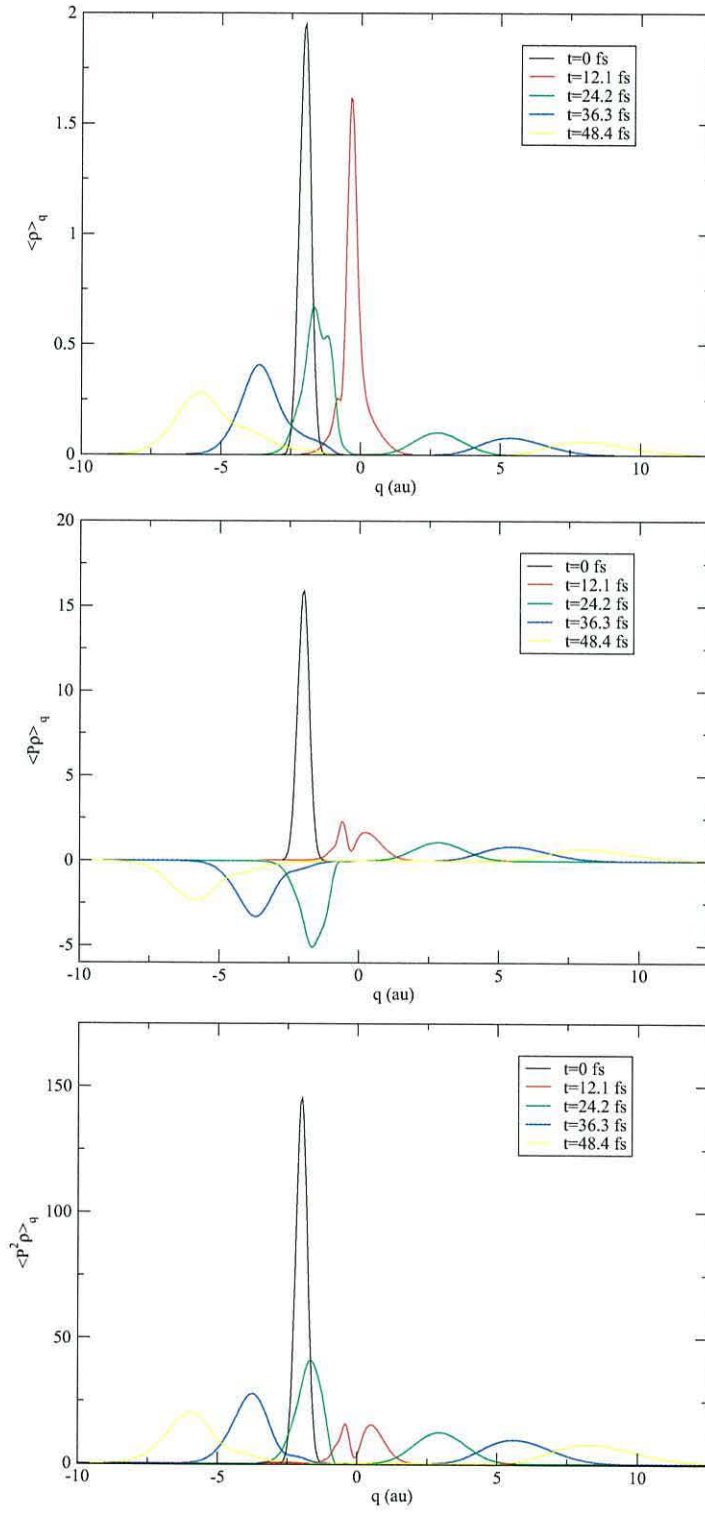 2
1.5
1
0.5
0
<ρ>q
t=0 fs
t=12.1 fs
t=24.2 fs
t=36.3 fs
t=48.4 fs
-10
-5
0
5
10
q (au)
20
15
10
5
0
-5
<Pρ>q
t=0 fs
t=12.1 fs
t=24.2 fs
t=36.3 fs
t=48.4 fs
-10
-5
0
5
10
q (au)
150
100
50
0
<P²ρ>q
t=0 fs
t=12.1 fs
t=24.2 fs
t=36.3 fs
t=48.4 fs
-10
-5
0
5
10
q (au)